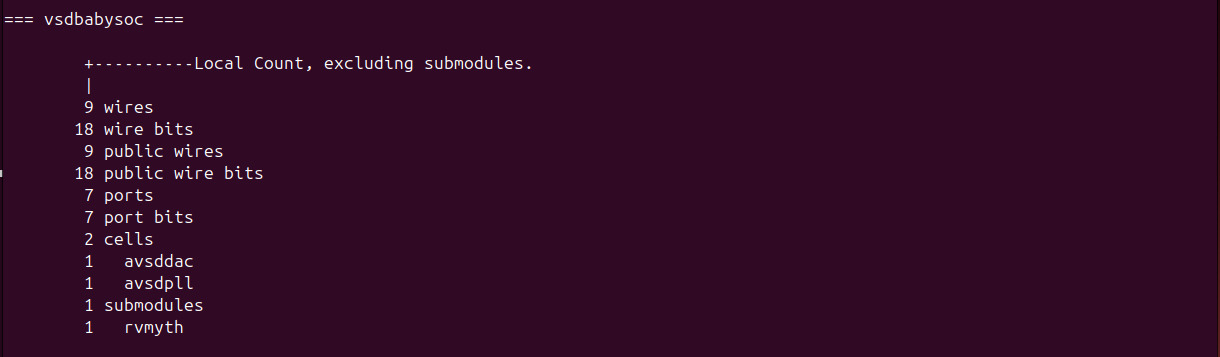 === vsdbabysoc ===
+----------Local Count, excluding submodules.
|
9 wires
18 wire bits
9 public wires
18 public wire bits
7 ports
7 port bits
2 cells
1 avsddac
1 avsdpll
1 submodules
1 rvmyth